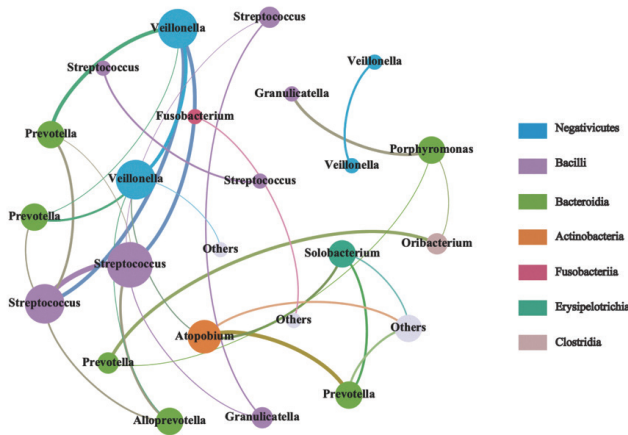 Streptococcus
Veillonella
Streptococcus
Veillonella
Granulicatella
Fusobacterium
Prevotella
Porphyromonas
Veillonella
Veillonella
Streptococcus
Prevotella
Others
Oribacterium
Solobacterium
Streptococcus
Streptococcus
Others
Others
Atopobium
Prevotella
Prevotella
Alloprevotella
Granulicatella
Negativicutes
Bacilli
Bacteroidia
Actinobacteria
Fusobacteriia
Erysipelotrichia
Clostridia